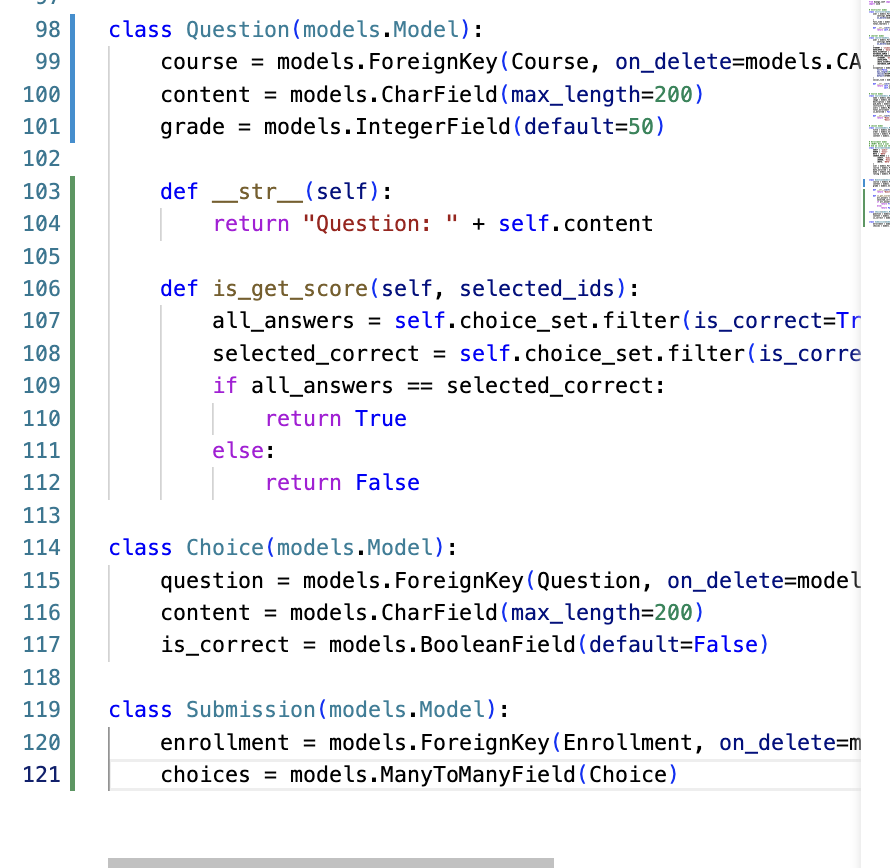 98 class Question(models.Model):
99 course = models.ForeignKey(Course, on_delete=models.CA
100 content = models.CharField(max_length=200)
101 grade = models.IntegerField(default=50)
102
103 def __str__(self):
104 return "Question: " + self.content
105
106 def is_get_score(self, selected_ids):
107 all_answers = self.choice_set.filter(is_correct=Tr
108 selected_correct = self.choice_set.filter(is_corre
109 if all_answers == selected_correct:
110 return True
111 else:
112 return False
113
114 class Choice(models.Model):
115 question = models.ForeignKey(Question, on_delete=model
116 content = models.CharField(max_length=200)
117 is_correct = models.BooleanField(default=False)
118
119 class Submission(models.Model):
120 enrollment = models.ForeignKey(Enrollment, on_delete=m
121 choices = models.ManyToManyField(Choice)